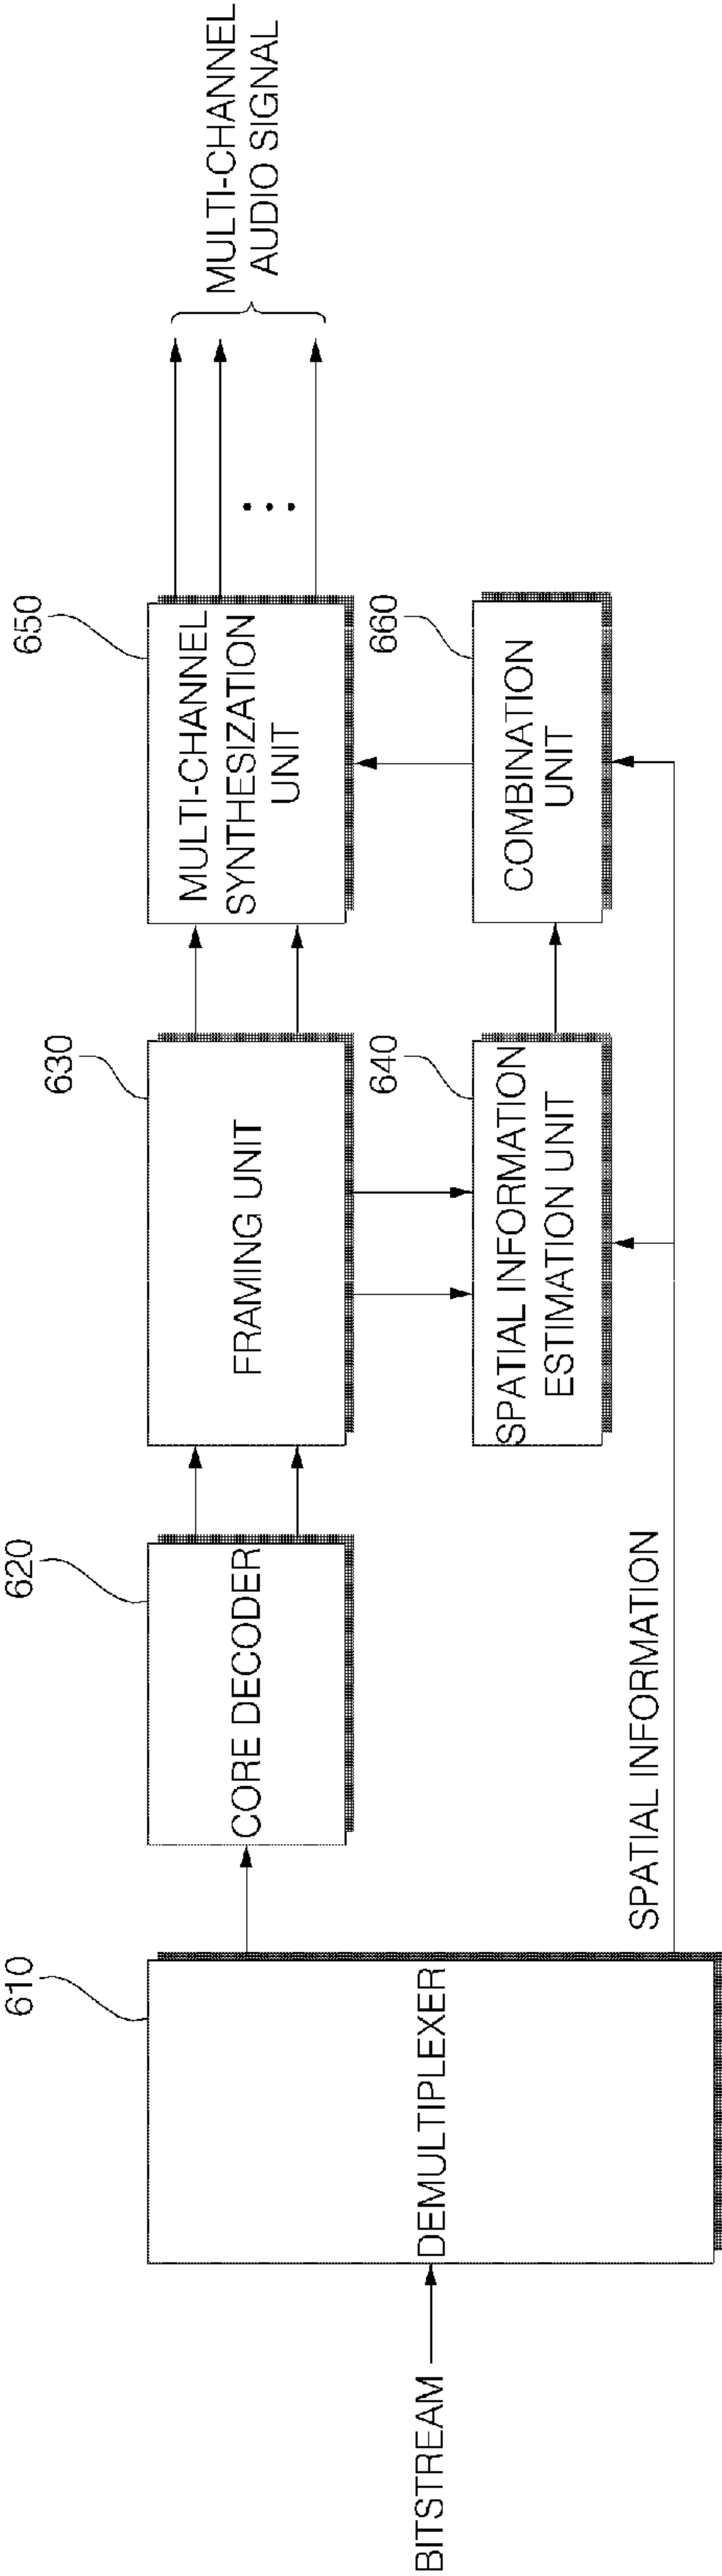 BITSTREAM
610
DEMULTIPLEXER
620
CORE DECODER
SPATIAL INFORMATION
630
FRAMING UNIT
640
SPATIAL INFORMATION
ESTIMATION UNIT
650
MULTI-CHANNEL
SYNTHESIZATION
UNIT
660
COMBINATION
UNIT
MULTI-CHANNEL
AUDIO SIGNAL